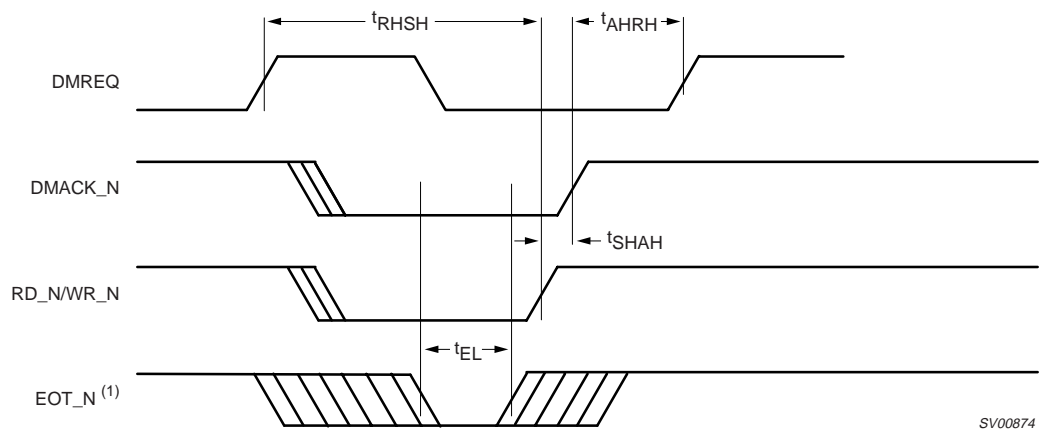 tRHSH
tAHRH
DMREQ
DMACK_N
tSHAH
RD_N/WR_N
tEL
EOT_N (1)
SV00874